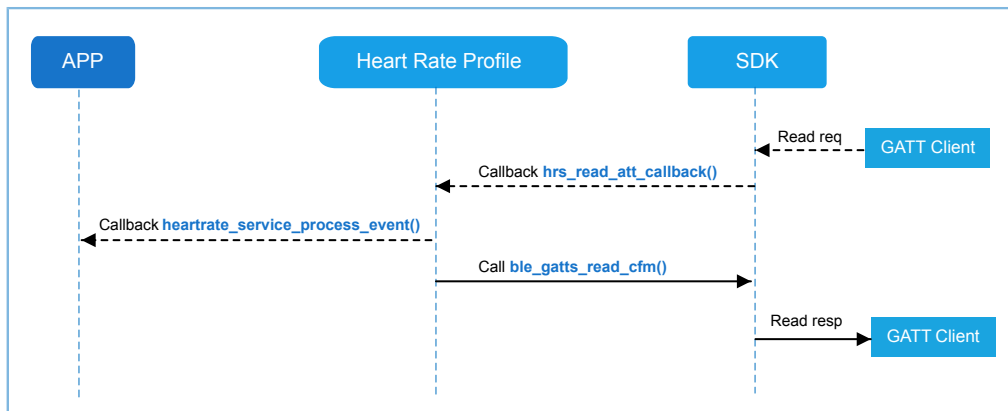 APP
Heart Rate Profile
SDK
Read req
GATT Client
Callback hrs_read_att_callback()
Callback heartrate_service_process_event()
Call ble_gatts_read_cfm()
Read resp
GATT Client